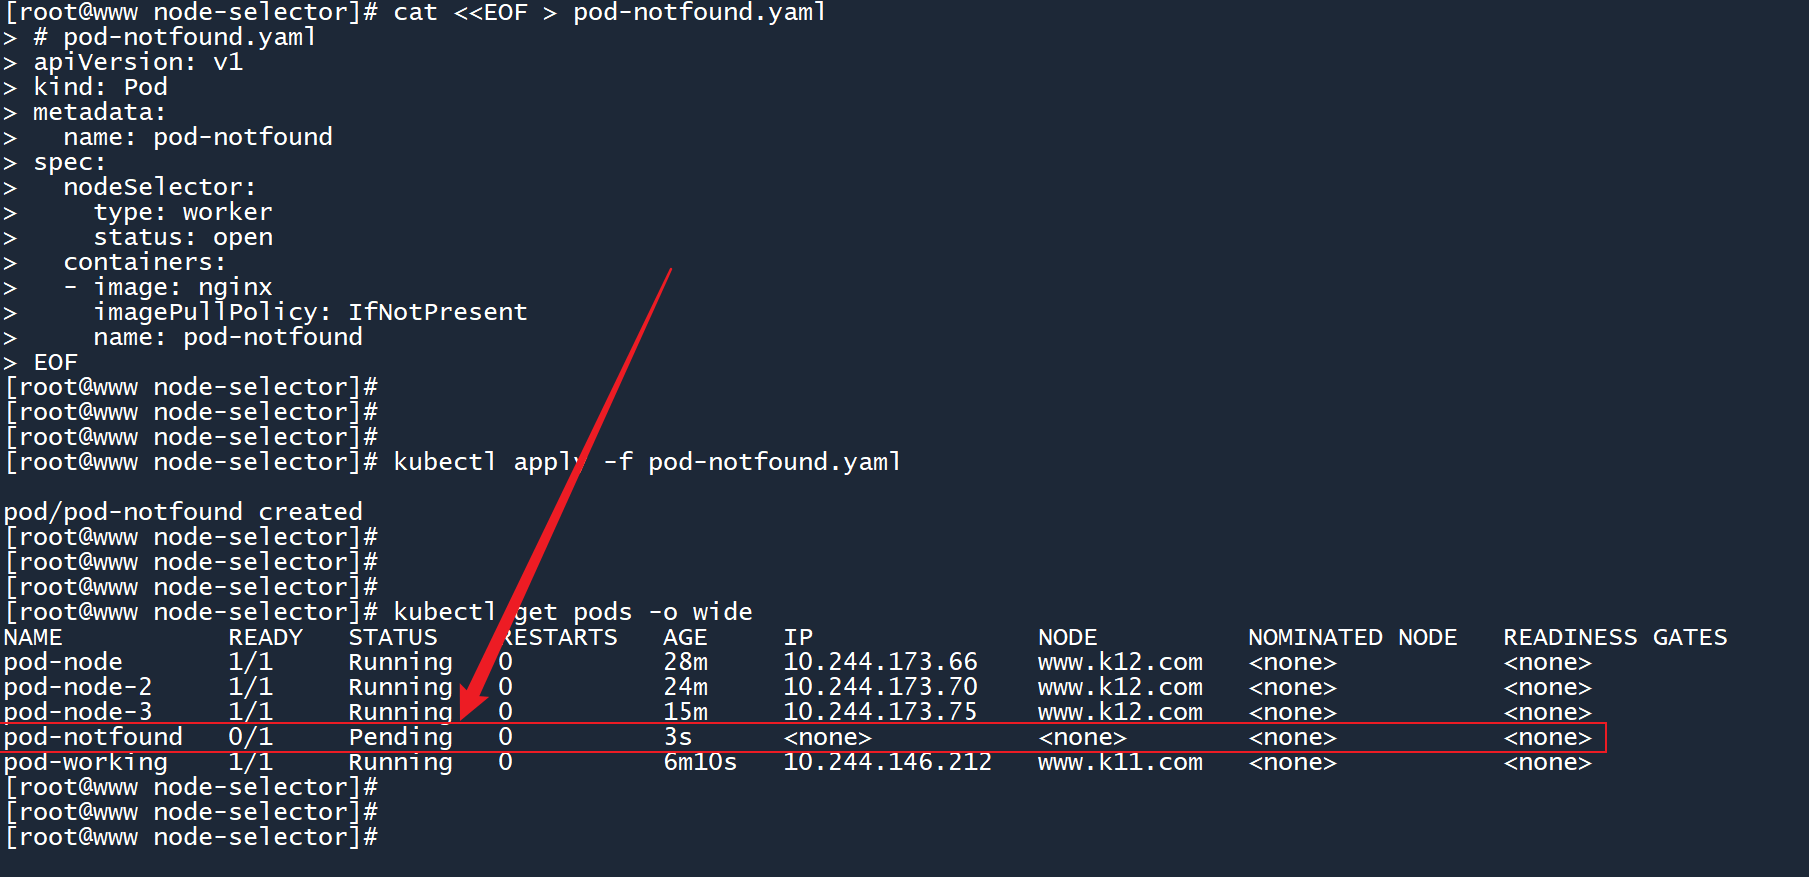 [root@www node-selector]# cat <<EOF > pod-notfound.yaml
> # pod-notfound.yaml
> apiVersion: v1
> kind: Pod
> metadata:
>   name: pod-notfound
> spec:
>   nodeSelector:
>     type: worker
>     status: open
>   containers:
>   - image: nginx
>     imagePullPolicy: IfNotPresent
>     name: pod-notfound
> EOF
[root@www node-selector]#
[root@www node-selector]#
[root@www node-selector]#
[root@www node-selector]# kubectl apply -f pod-notfound.yaml
pod/pod-notfound created
[root@www node-selector]#
[root@www node-selector]#
[root@www node-selector]#
[root@www node-selector]# kubectl get pods -o wide
NAME           READY   STATUS    RESTARTS   AGE     IP               NODE          NOMINATED NODE   READINESS GATES
pod-node       1/1     Running   0          28m     10.244.173.66    www.k12.com   <none>           <none>
pod-node-2     1/1     Running   0          24m     10.244.173.70    www.k12.com   <none>           <none>
pod-node-3     1/1     Running   0          15m     10.244.173.75    www.k12.com   <none>           <none>
pod-notfound   0/1     Pending   0          3s      <none>           <none>        <none>           <none>
pod-working    1/1     Running   0          6m10s   10.244.146.212   www.k11.com   <none>           <none>
[root@www node-selector]#
[root@www node-selector]#
[root@www node-selector]#